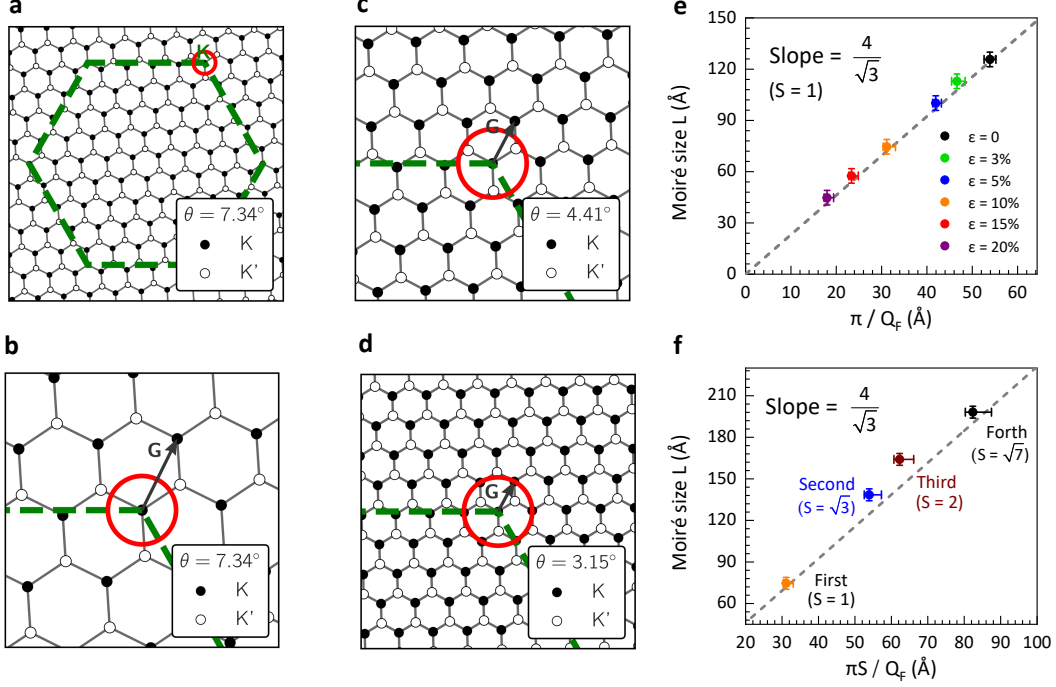 a
K
θ = 7.34°
K
K'
b
G
θ = 7.34°
K
K'
c
G
θ = 4.41°
K
K'
d
G
θ = 3.15°
K
K'
e
Moiré size L (Å)
150
120
90
60
30
0
Slope = 4/√3
(S = 1)
ε = 0
ε = 3%
ε = 5%
ε = 10%
ε = 15%
ε = 20%
0 10 20 30 40 50 60
π / Q_F (Å)
f
Moiré size L (Å)
210
180
150
120
90
60
Slope = 4/√3
Forth
(S = √7)
Second
(S = √3)
Third
(S = 2)
First
(S = 1)
20 30 40 50 60 70 80 90 100
πS / Q_F (Å)